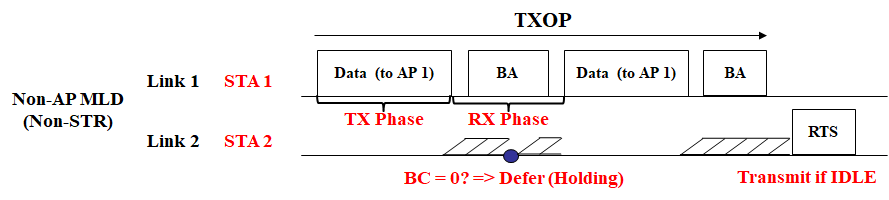 TXOP
Data (to AP 1)
BA
Data (to AP 1)
BA
Link 1
STA 1
Non-AP MLD
(Non-STR)
TX Phase
RX Phase
Link 2
STA 2
RTS
BC = 0? => Defer (Holding)
Transmit if IDLE